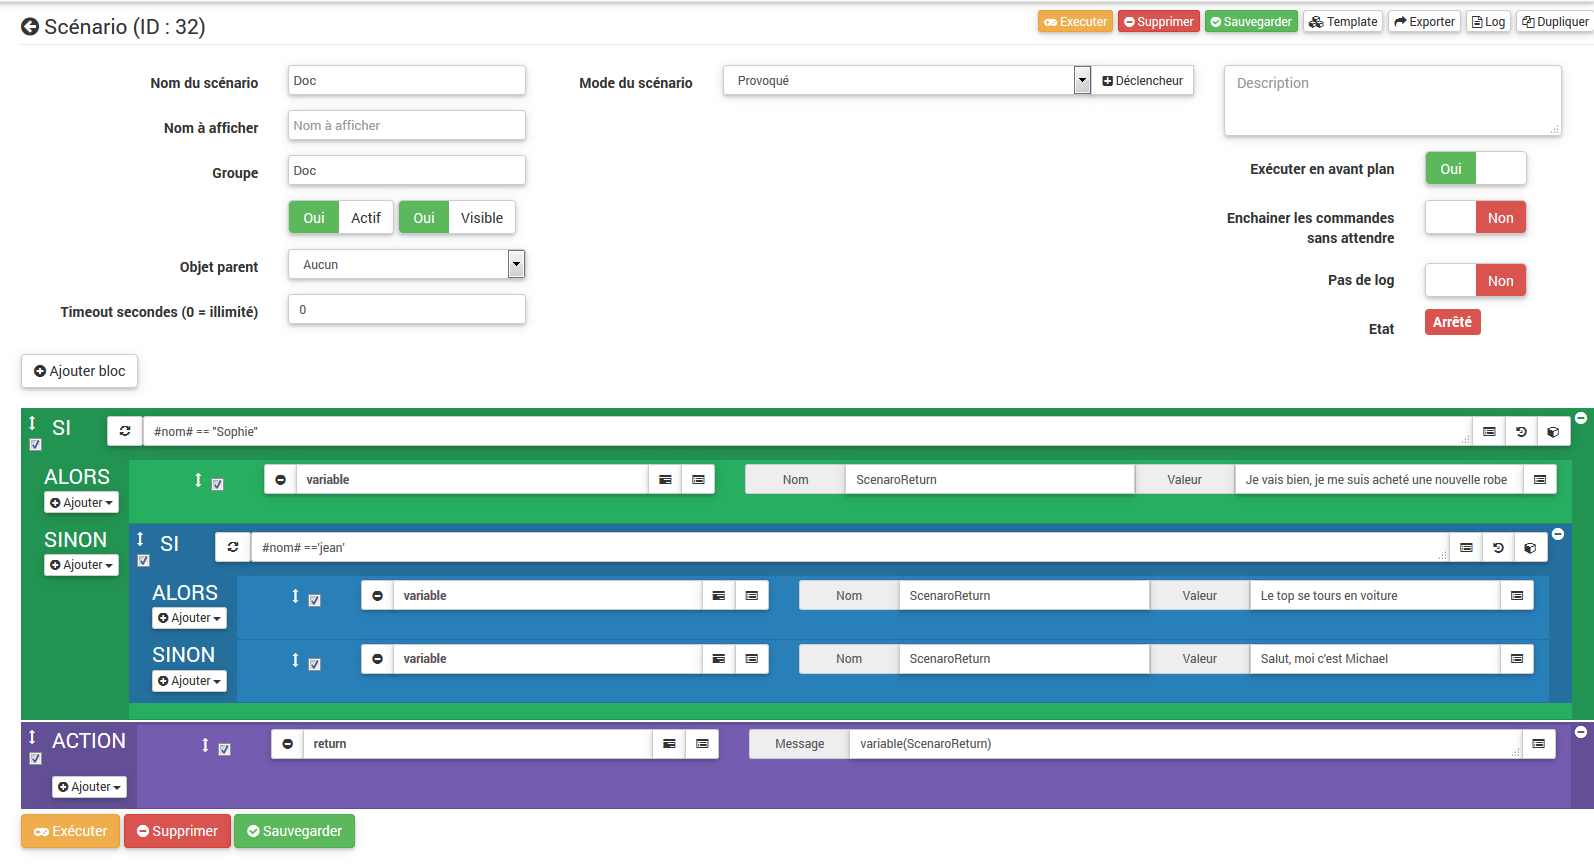 Scénario (ID : 32)
Executer Supprimer Sauvegarder Template Exporter Log Dupliquer
Nom du scénario Doc Mode du scénario Provoqué Déclencheur Description
Nom à afficher Nom à afficher
Groupe Doc Exécuter en avant plan Oui
Oui Actif Oui Visible Enchainer les commandes sans attendre Non
Objet parent Aucun Pas de log Non
Timeout secondes (0 = illimité) 0 Etat Arrêté
Ajouter bloc
SI #nom# == "Sophie"
ALORS variable Nom ScenaroReturn Valeur Je vais bien, je me suis acheté une nouvelle robe
Ajouter
SINON SI #nom# =='jean'
Ajouter
ALORS variable Nom ScenaroReturn Valeur Le top se tours en voiture
Ajouter
SINON variable Nom ScenaroReturn Valeur Salut, moi c'est Michael
Ajouter
ACTION return Message variable(ScenaroReturn)
Ajouter
Exécuter Supprimer Sauvegarder